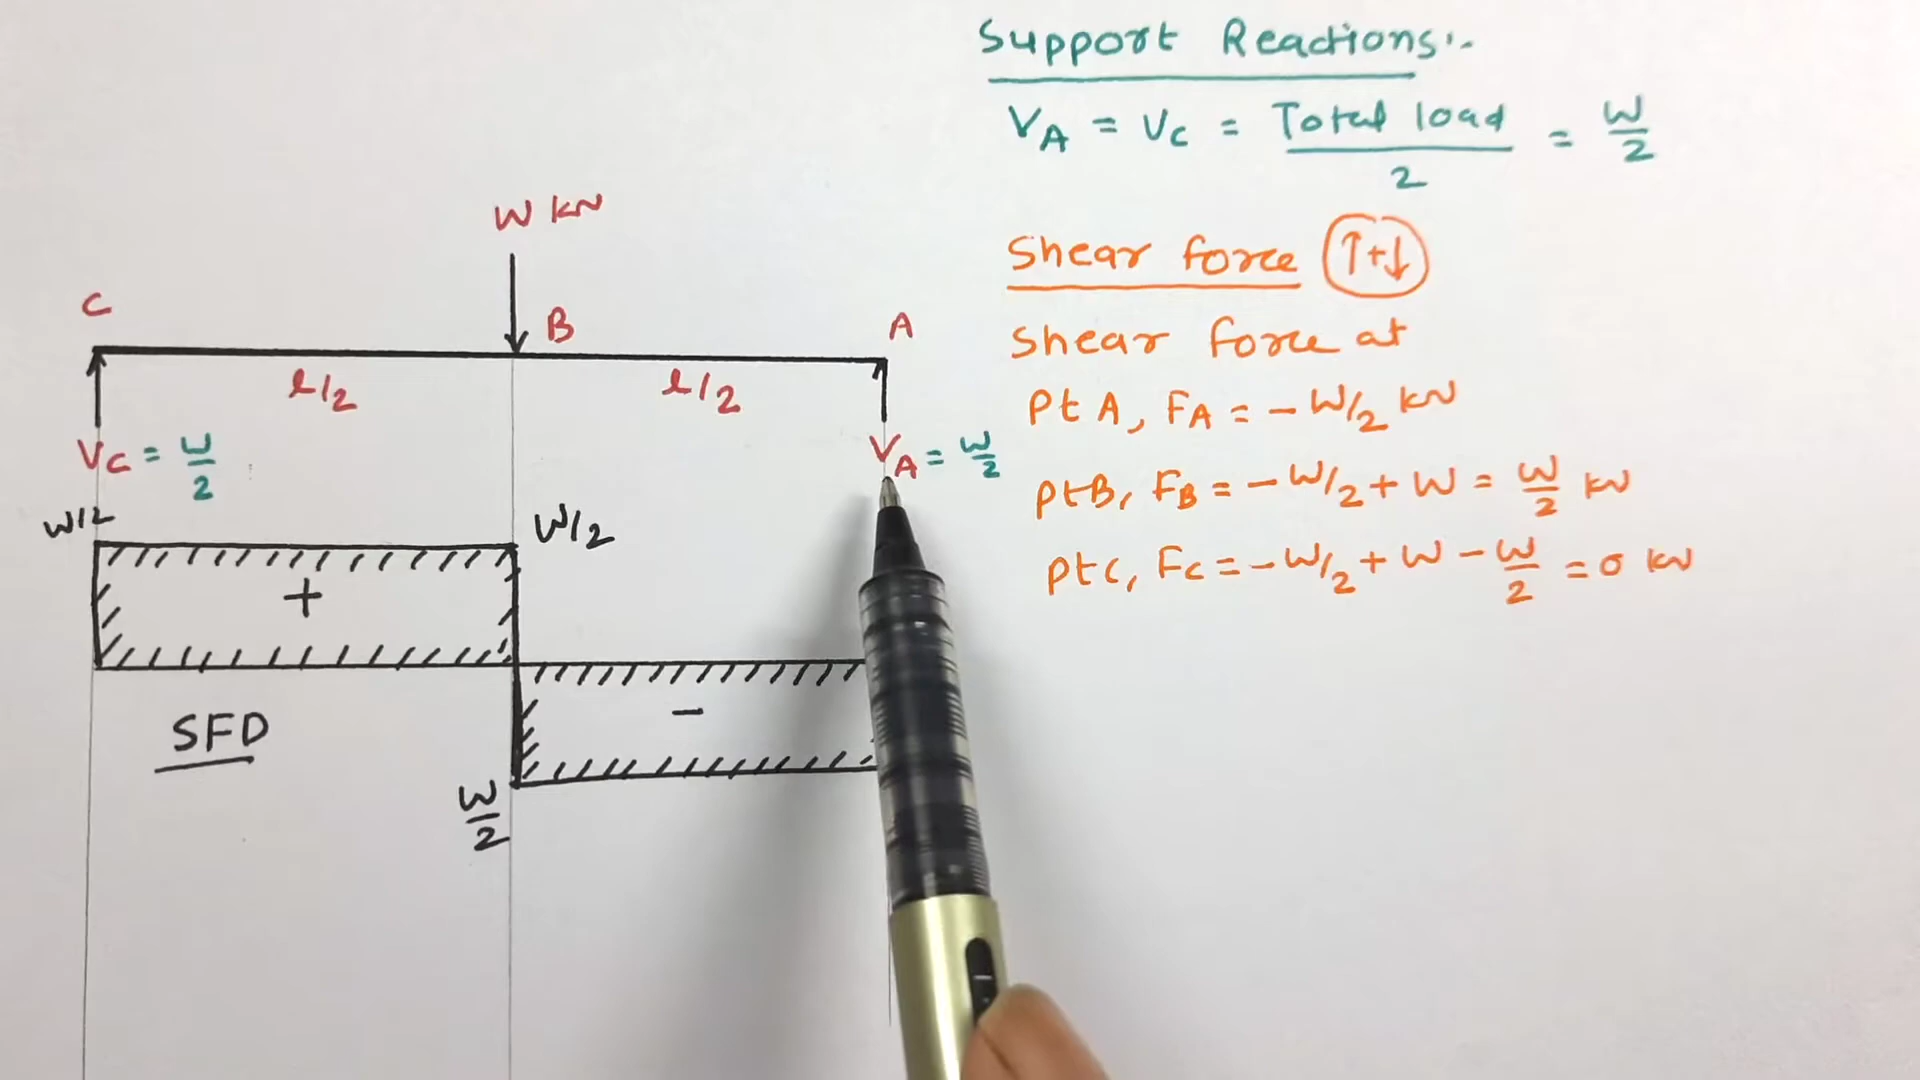 Support Reactions:-
VA = VC = Total load / 2 = W/2
W kN
Shear force ↑+↓
C
B
A
Shear force at
l/2
l/2
Pt A, FA = - W/2 kN
VC = W/2
VA = W/2
Pt B, FB = - W/2 + W = W/2 kN
W/2
W/2
Pt C, FC = - W/2 + W - W/2 = 0 kN
+
-
SFD
W/2